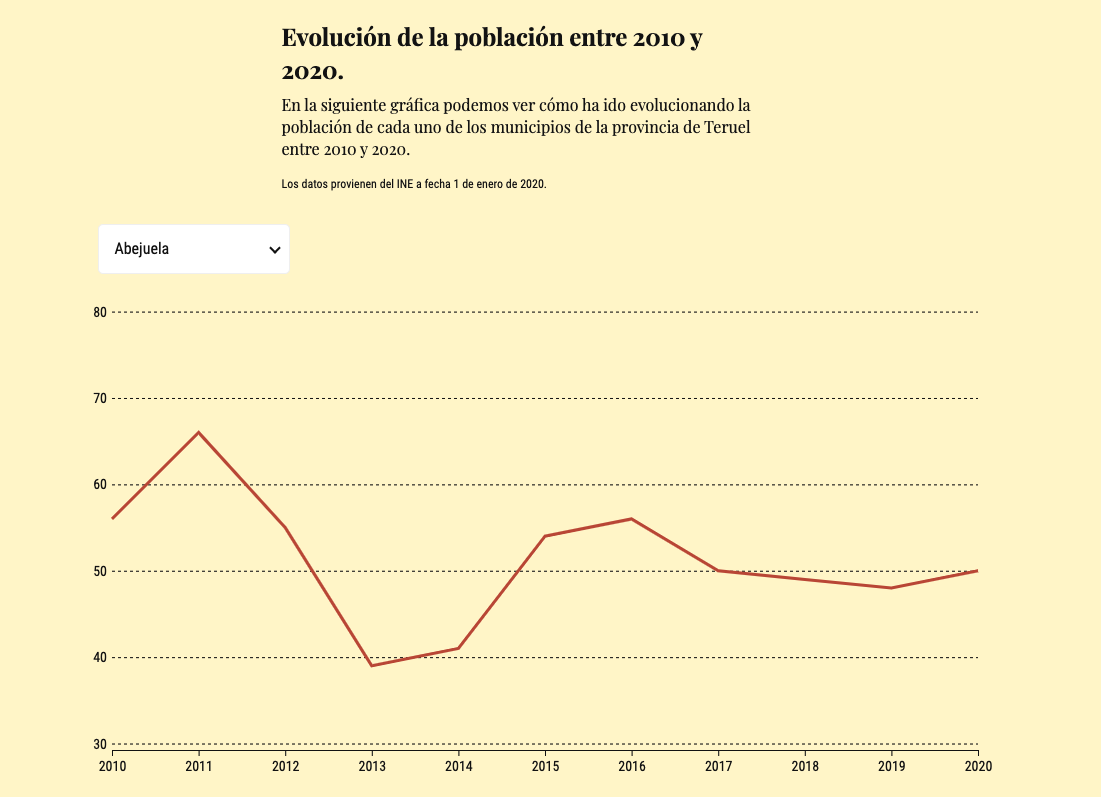 Evolución de la población entre 2010 y
2020.
En la siguiente gráfica podemos ver cómo ha ido evolucionando la
población de cada uno de los municipios de la provincia de Teruel
entre 2010 y 2020.
Los datos provienen del INE a fecha 1 de enero de 2020.
Abejuela
80
70
60
50
40
30
2010 2011 2012 2013 2014 2015 2016 2017 2018 2019 2020